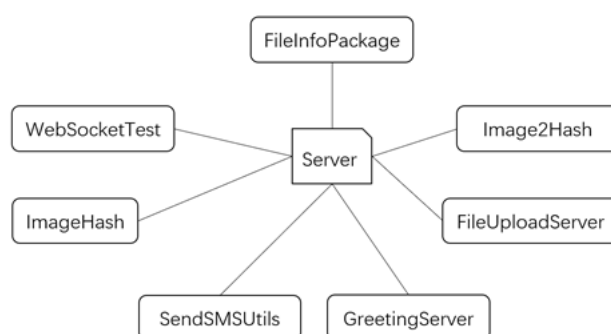 FileInfoPackage
WebSocketTest
Image2Hash
Server
ImageHash
FileUploadServer
SendSMSUtils
GreetingServer